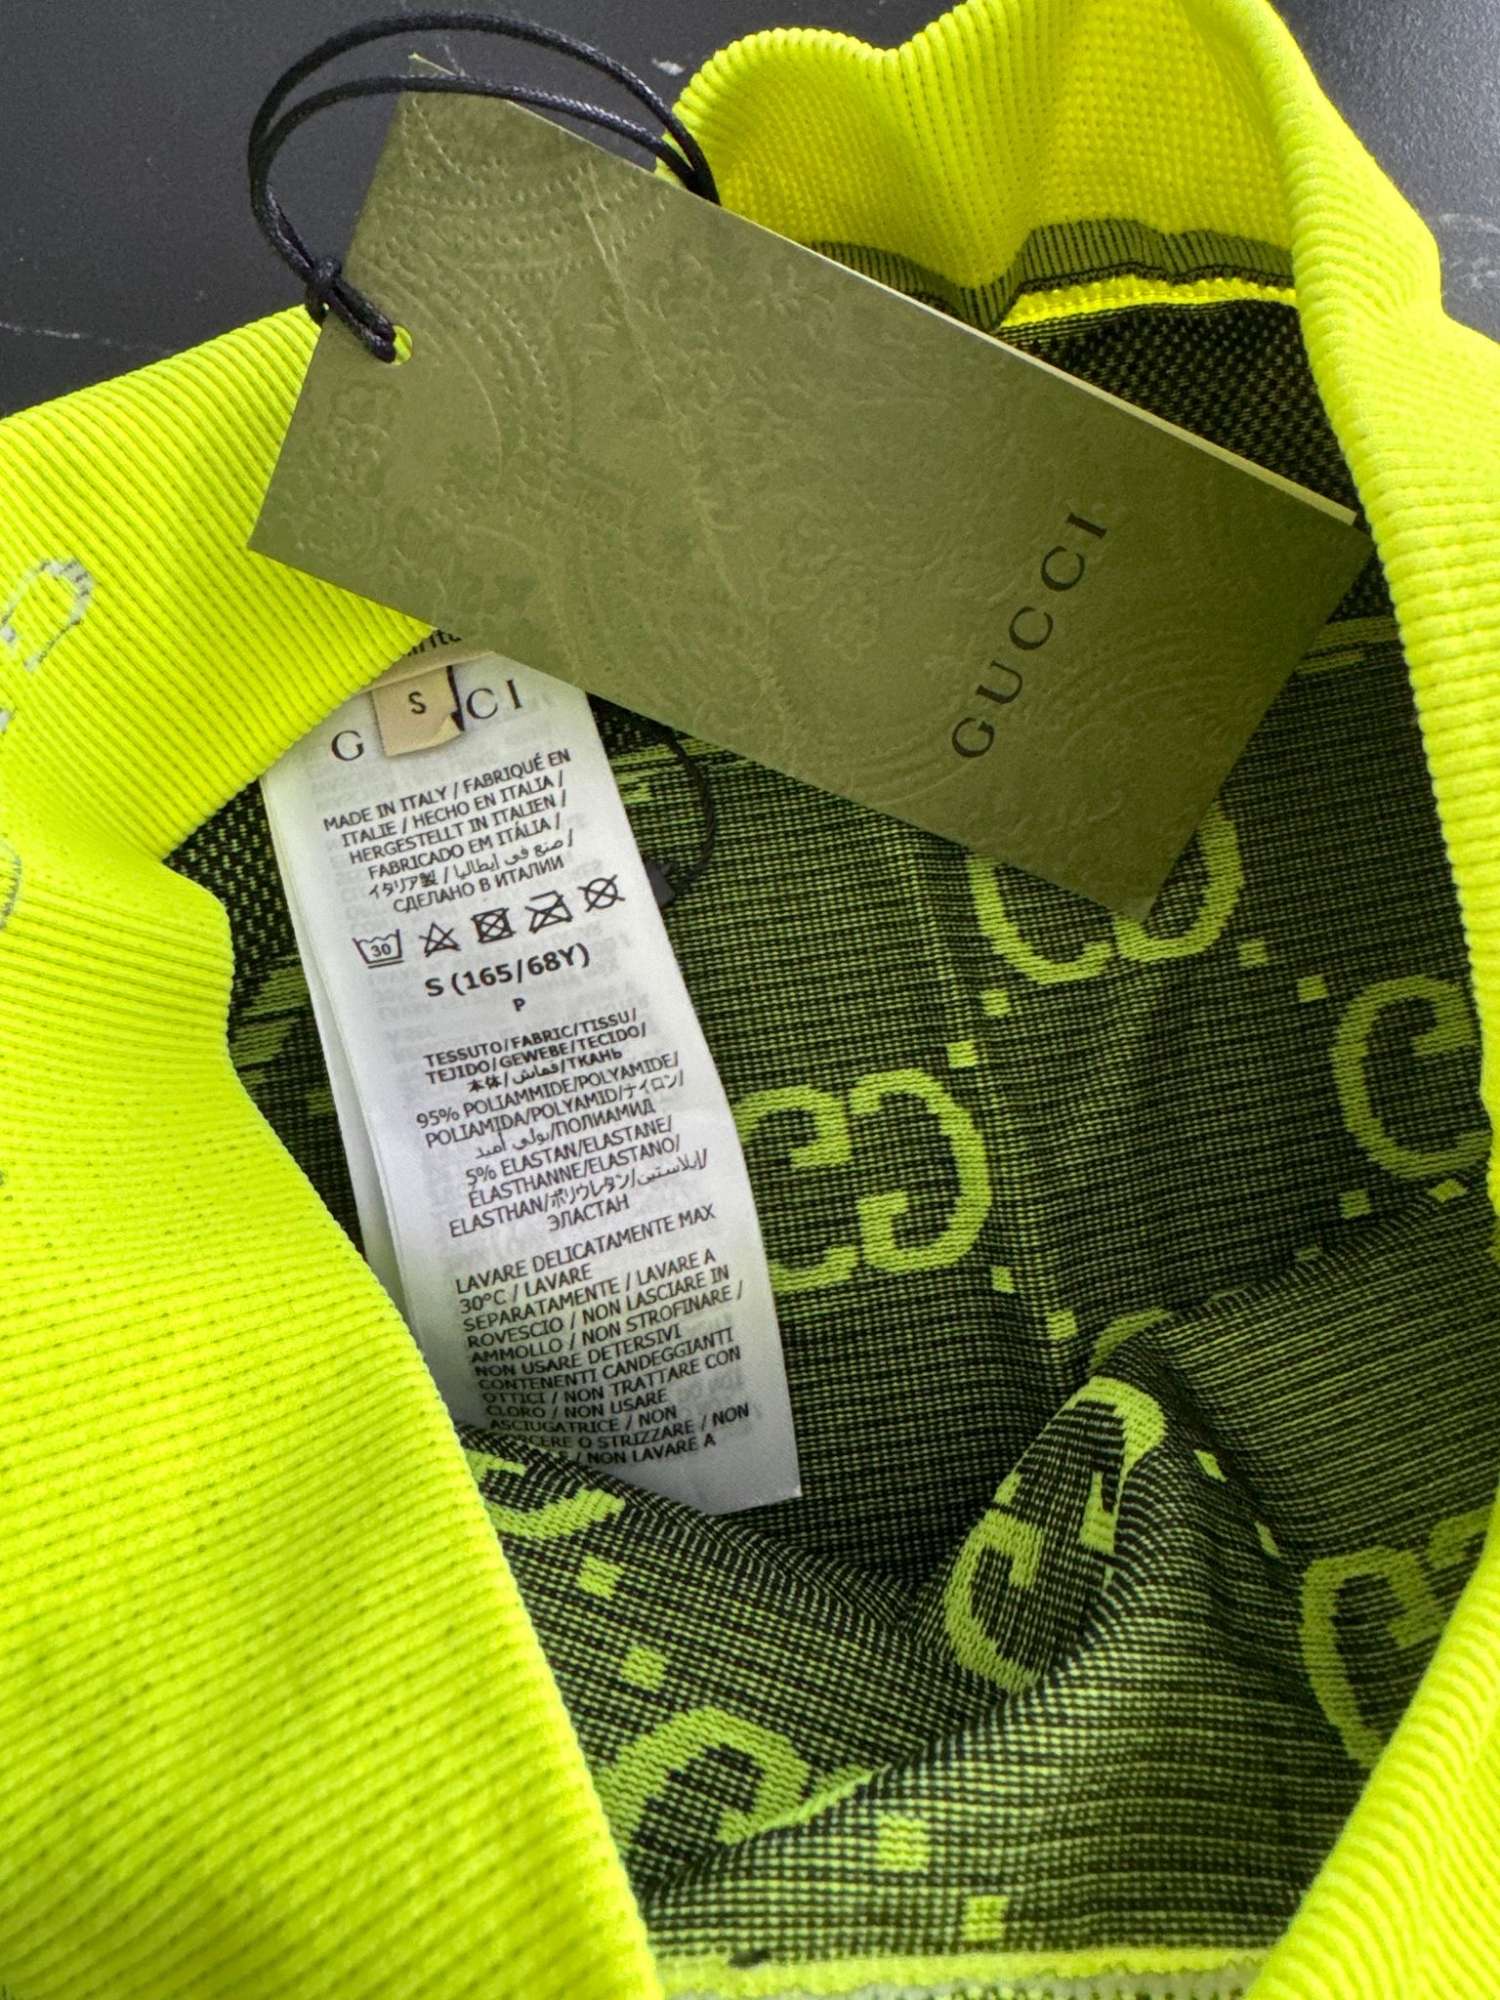 GUCCI
S
G CI
MADE IN ITALY / FABRIQUÉ EN
ITALIE / HECHO EN ITALIA /
HERGESTELLT IN ITALIEN /
FABRICADO EM ITÁLIA /
イタリア製 / صنع في إيطاليا /
СДЕЛАНО В ИТАЛИИ
30
S (165/68Y)
P
TESSUTO/FABRIC/TISSU/
TEJIDO/GEWEBE/TECIDO/
本体/قماش/ТКАНЬ
95% POLIAMMIDE/POLYAMIDE/
POLIAMIDA/POLYAMID/ナイロン/
بولي أميد/ПОЛИАМИД
5% ELASTAN/ELASTANE/
ÉLASTHANNE/ELASTANO/
ELASTHAN/ポリウレタン/إيلاستين/
ЭЛАСТАН
LAVARE DELICATAMENTE MAX
30°C / LAVARE
SEPARATAMENTE / LAVARE A
ROVESCIO / NON LASCIARE IN
AMMOLLO / NON STROFINARE /
NON USARE DETERSIVI
CONTENENTI CANDEGGIANTI
OTTICI / NON TRATTARE CON
CLORO / NON USARE
ASCIUGATRICE / NON
O STRIZZARE / NON
/ NON LAVARE A